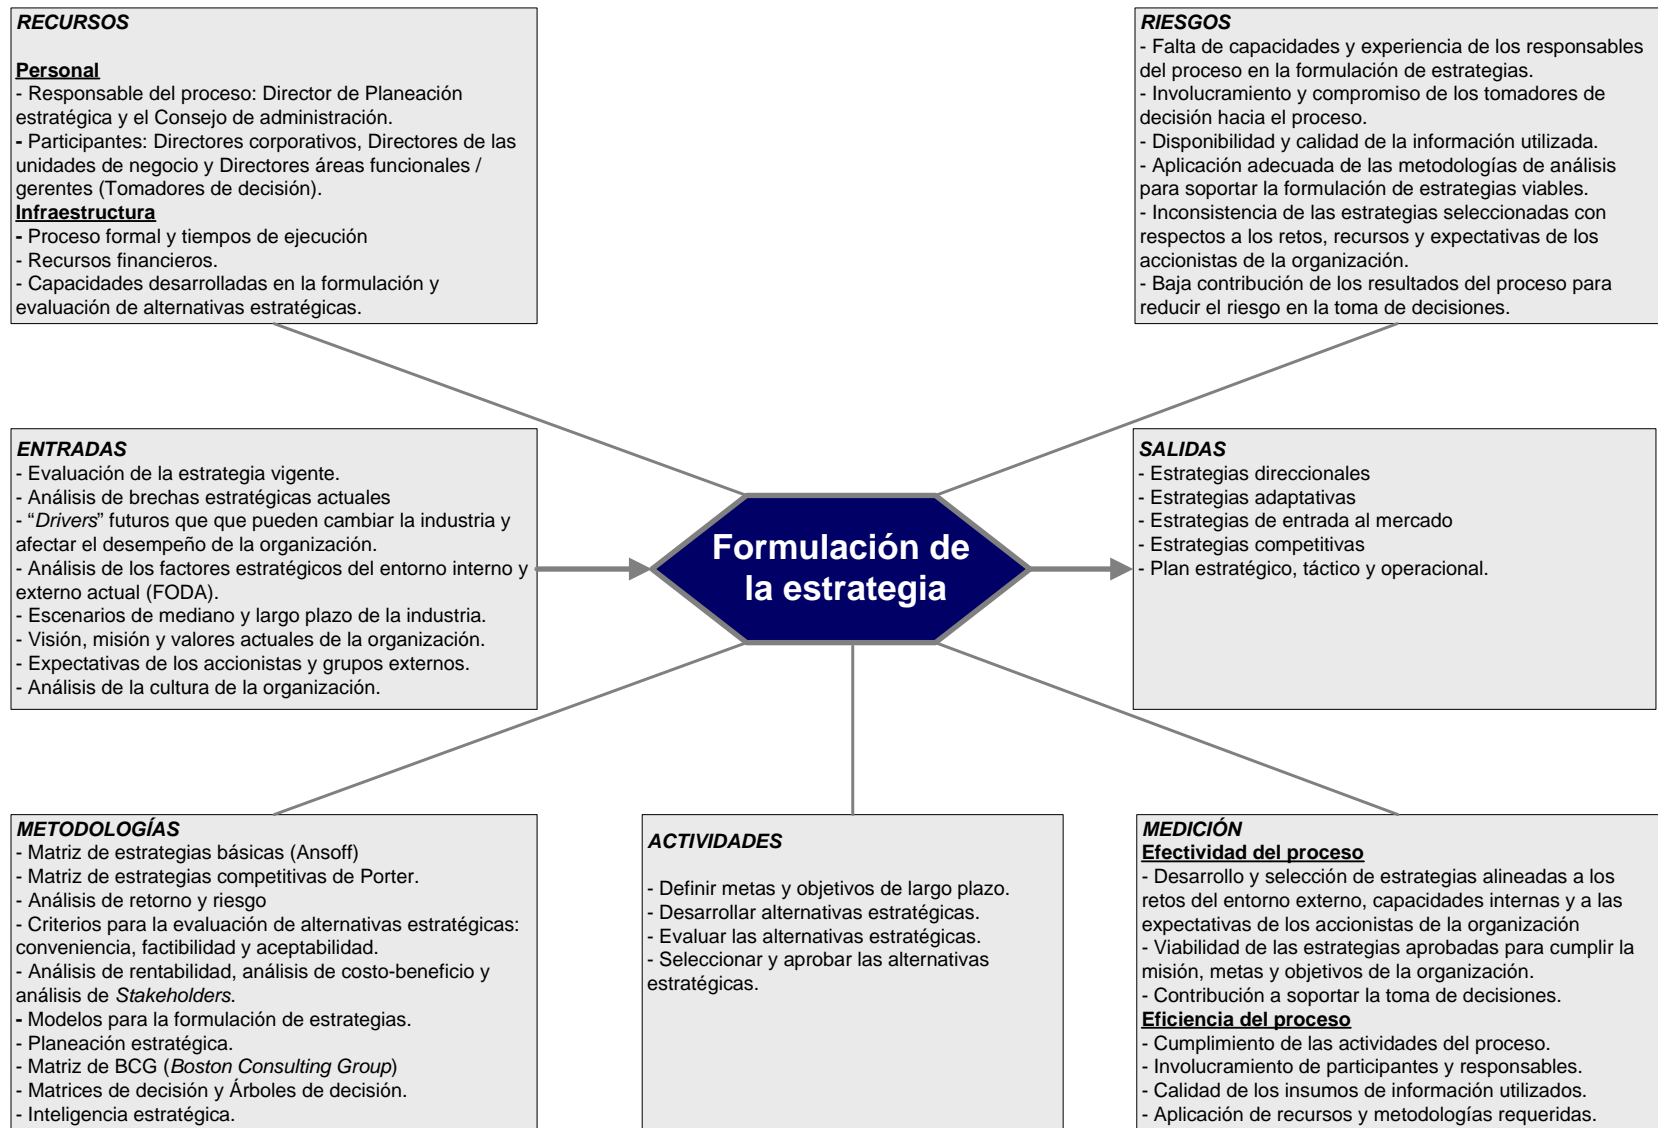 RECURSOS
Personal
- Responsable del proceso: Director de Planeación
estratégica y el Consejo de administración.
- Participantes: Directores corporativos, Directores de las
unidades de negocio y Directores áreas funcionales /
gerentes (Tomadores de decisión).
Infraestructura
- Proceso formal y tiempos de ejecución
- Recursos financieros.
- Capacidades desarrolladas en la formulación y
evaluación de alternativas estratégicas.
RIESGOS
- Falta de capacidades y experiencia de los responsables
del proceso en la formulación de estrategias.
- Involucramiento y compromiso de los tomadores de
decisión hacia el proceso.
- Disponibilidad y calidad de la información utilizada.
- Aplicación adecuada de las metodologías de análisis
para soportar la formulación de estrategias viables.
- Inconsistencia de las estrategias seleccionadas con
respectos a los retos, recursos y expectativas de los
accionistas de la organización.
- Baja contribución de los resultados del proceso para
reducir el riesgo en la toma de decisiones.
ENTRADAS
- Evaluación de la estrategia vigente.
- Análisis de brechas estratégicas actuales
- “Drivers” futuros que que pueden cambiar la industria y
afectar el desempeño de la organización.
- Análisis de los factores estratégicos del entorno interno y
externo actual (FODA).
- Escenarios de mediano y largo plazo de la industria.
- Visión, misión y valores actuales de la organización.
- Expectativas de los accionistas y grupos externos.
- Análisis de la cultura de la organización.
Formulación de
la estrategia
SALIDAS
- Estrategias direccionales
- Estrategias adaptativas
- Estrategias de entrada al mercado
- Estrategias competitivas
- Plan estratégico, táctico y operacional.
METODOLOGÍAS
- Matriz de estrategias básicas (Ansoff)
- Matriz de estrategias competitivas de Porter.
- Análisis de retorno y riesgo
- Criterios para la evaluación de alternativas estratégicas:
conveniencia, factibilidad y aceptabilidad.
- Análisis de rentabilidad, análisis de costo-beneficio y
análisis de Stakeholders.
- Modelos para la formulación de estrategias.
- Planeación estratégica.
- Matriz de BCG (Boston Consulting Group)
- Matrices de decisión y Árboles de decisión.
- Inteligencia estratégica.
ACTIVIDADES
- Definir metas y objetivos de largo plazo.
- Desarrollar alternativas estratégicas.
- Evaluar las alternativas estratégicas.
- Seleccionar y aprobar las alternativas
estratégicas.
MEDICIÓN
Efectividad del proceso
- Desarrollo y selección de estrategias alineadas a los
retos del entorno externo, capacidades internas y a las
expectativas de los accionistas de la organización
- Viabilidad de las estrategias aprobadas para cumplir la
misión, metas y objetivos de la organización.
- Contribución a soportar la toma de decisiones.
Eficiencia del proceso
- Cumplimiento de las actividades del proceso.
- Involucramiento de participantes y responsables.
- Calidad de los insumos de información utilizados.
- Aplicación de recursos y metodologías requeridas.